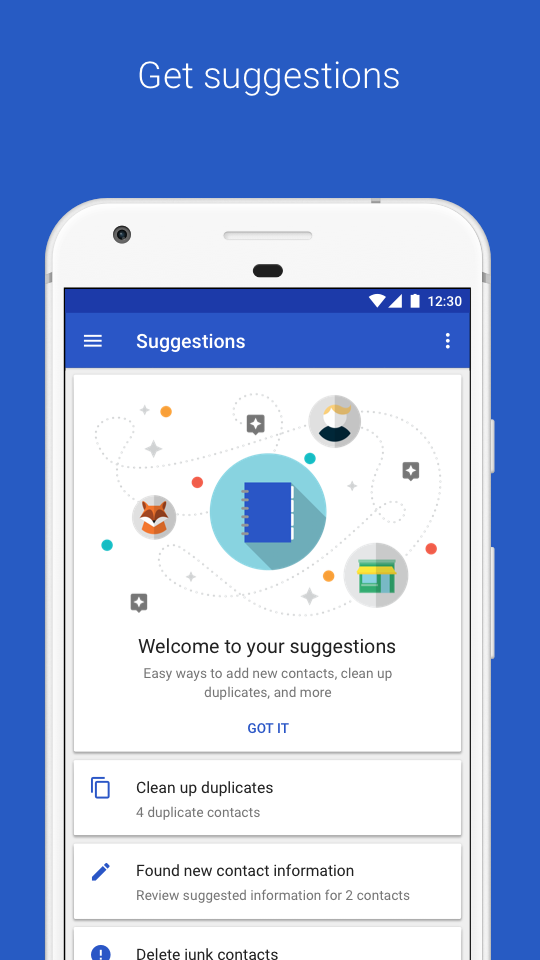 Get suggestions
12:30
Suggestions
Welcome to your suggestions
Easy ways to add new contacts, clean up
duplicates, and more
GOT IT
Clean up duplicates
4 duplicate contacts
Found new contact information
Review suggested information for 2 contacts
Delete junk contacts